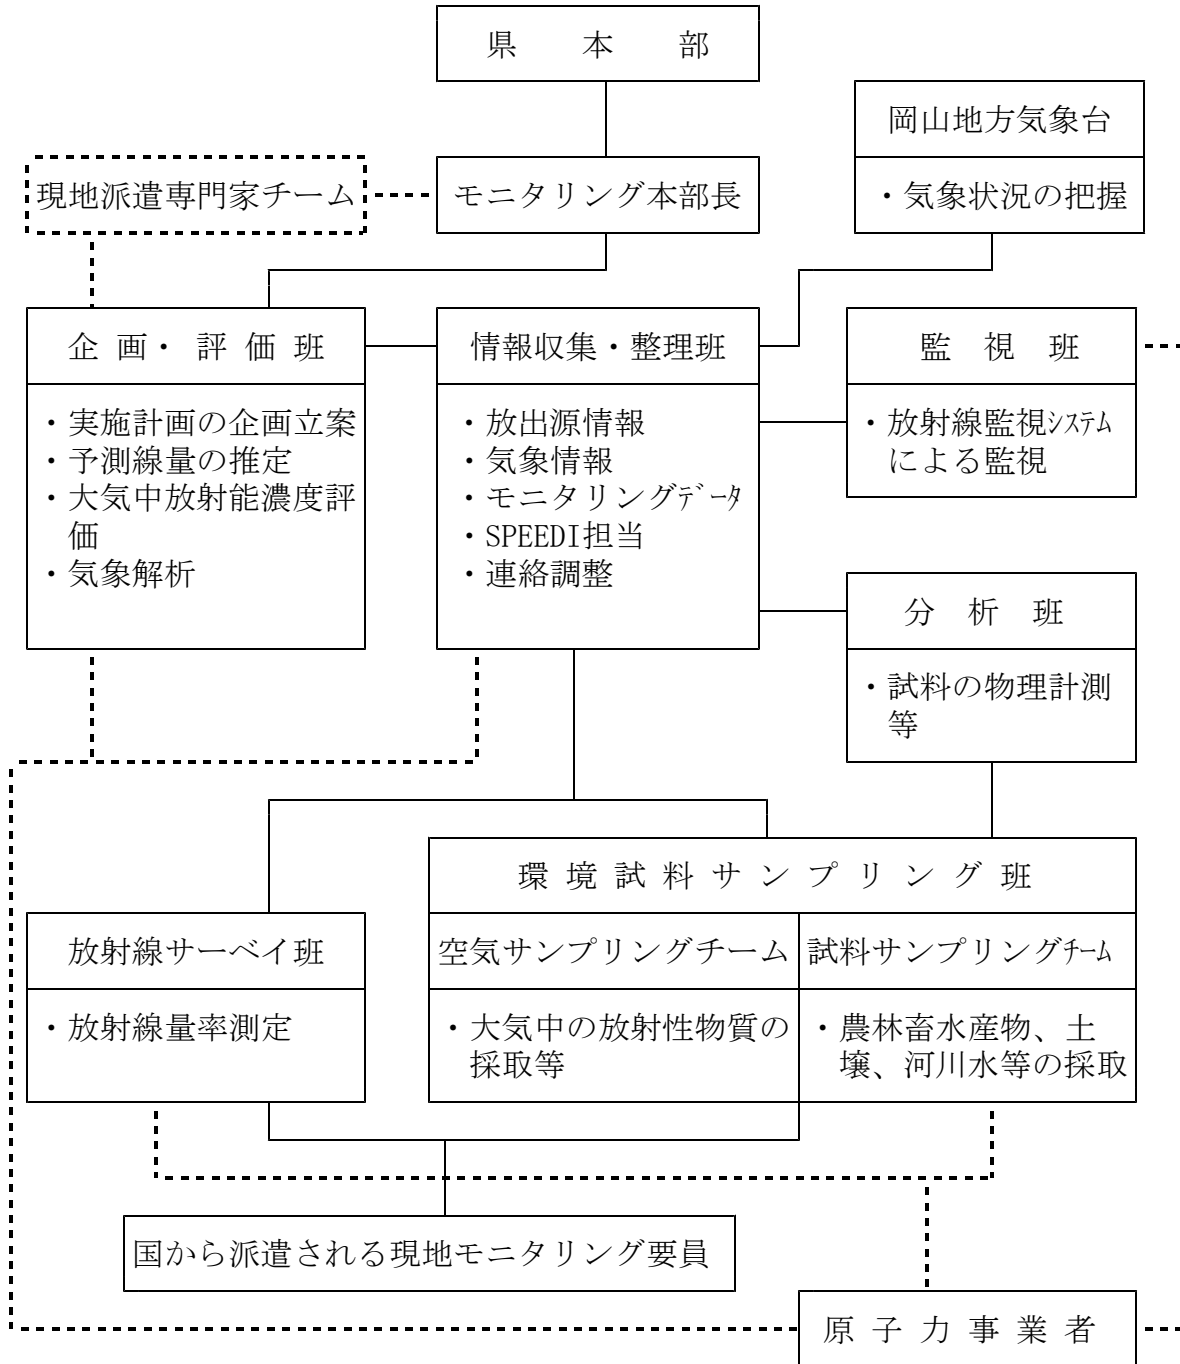 県 本 部
岡山地方気象台
・気象状況の把握
現地派遣専門家チーム
モニタリング本部長
企 画・ 評 価 班
・実施計画の企画立案
・予測線量の推定
・大気中放射能濃度評
価
・気象解析
情報収集・整理班
・放出源情報
・気象情報
・モニタリングデータ
・SPEEDI担当
・連絡調整
監 視 班
・放射線監視システム
による監視
分 析 班
・試料の物理計測
等
環 境 試 料 サ ン プ リ ン グ 班
放射線サーベイ班
・放射線量率測定
空気サンプリングチーム
・大気中の放射性物質の
採取等
試料サンプリングチーム
・農林畜水産物、土
壌、河川水等の採取
国から派遣される現地モニタリング要員
原 子 力 事 業 者